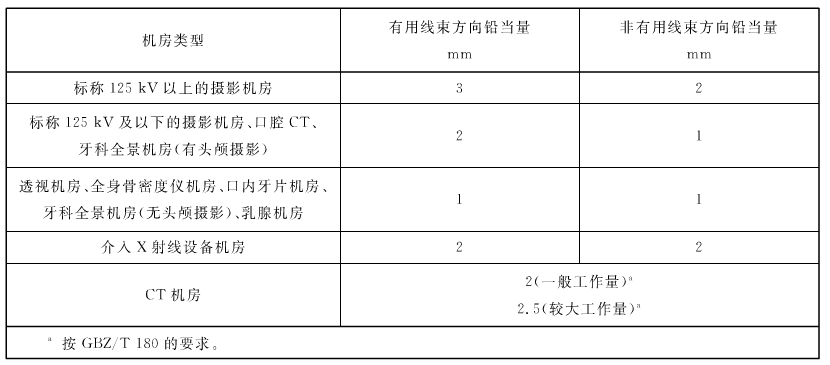 机房类型
有用线束方向铅当量
mm
非有用线束方向铅当量
mm
标称 125 kV 以上的摄影机房
3
2
标称 125 kV 及以下的摄影机房、口腔 CT、
牙科全景机房(有头颅摄影)
2
1
透视机房、全身骨密度仪机房、口内牙片机房、
牙科全景机房(无头颅摄影)、乳腺机房
1
1
介入 X 射线设备机房
2
2
CT 机房
2(一般工作量)ᵃ
2.5(较大工作量)ᵃ
ᵃ 按 GBZ/T 180 的要求。